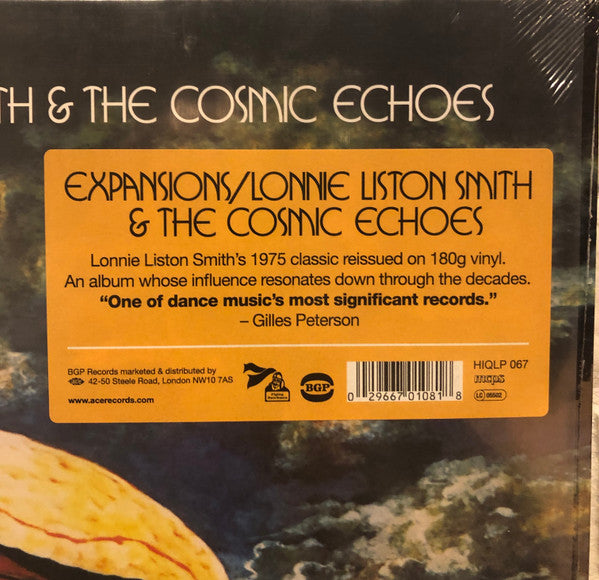 TH & THE COSMIC ECHOES
EXPANSIONS/LONNIE LISTON SMITH
& THE COSMIC ECHOES
Lonnie Liston Smith's 1975 classic reissued on 180g vinyl.
An album whose influence resonates down through the decades.
“One of dance music's most significant records.”
– Gilles Peterson
BGP Records marketed & distributed by
42-50 Steele Road, London NW10 7AS
www.acerecords.com
BGP
0 29667 01081 8
HIQLP 067
mcps
LC 05502